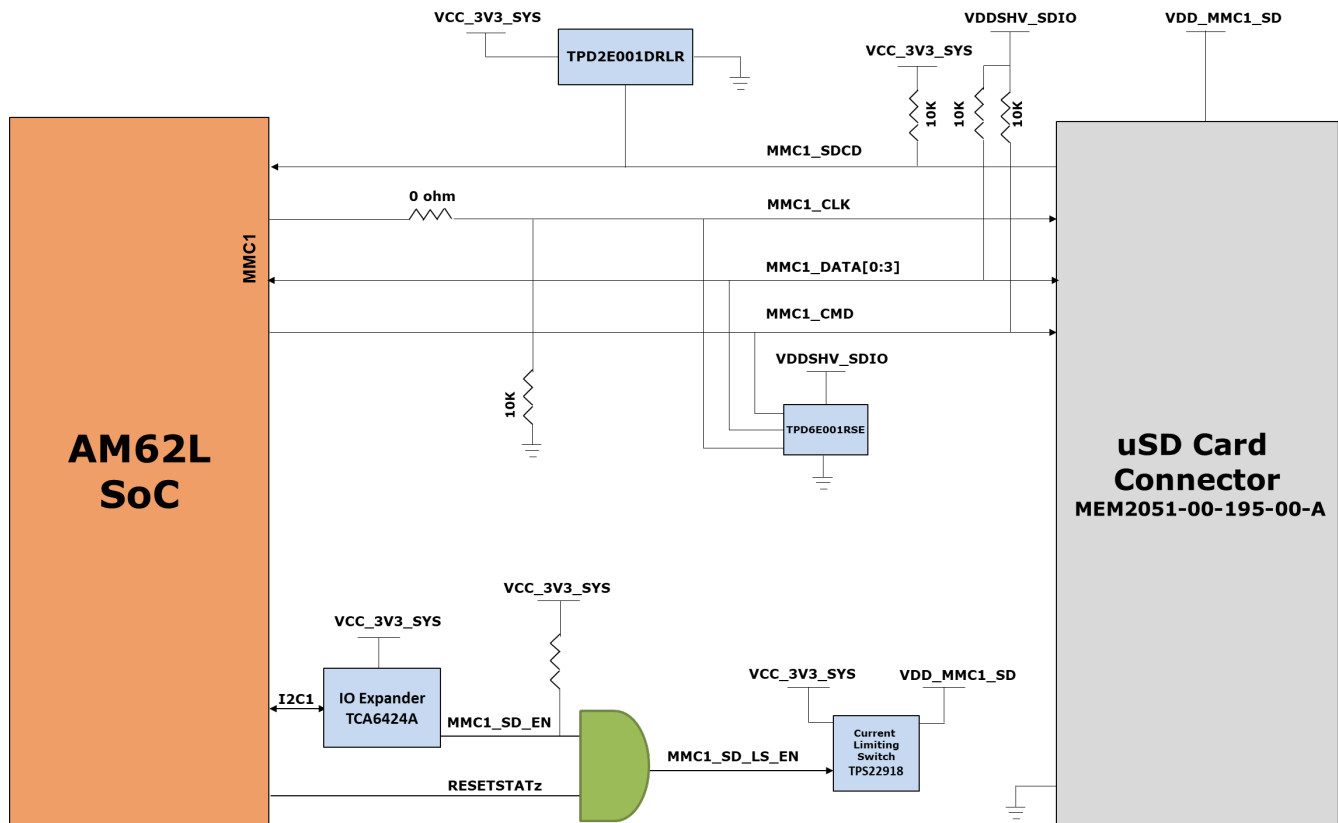 VCC_3V3_SYS
TPD2E001DRLR
VDDSHV_SDIO
VDD_MMC1_SD
VCC_3V3_SYS
10K
10K
10K
MMC1_SDCD
0 ohm
MMC1_CLK
MMC1
MMC1_DATA[0:3]
MMC1_CMD
VDDSHV_SDIO
10K
TPD6E001RSE
AM62L
SoC
uSD Card
Connector
MEM2051-00-195-00-A
VCC_3V3_SYS
VCC_3V3_SYS
VCC_3V3_SYS
VDD_MMC1_SD
I2C1
IO Expander
TCA6424A
MMC1_SD_EN
MMC1_SD_LS_EN
Current
Limiting
Switch
TPS22918
RESETSTATz